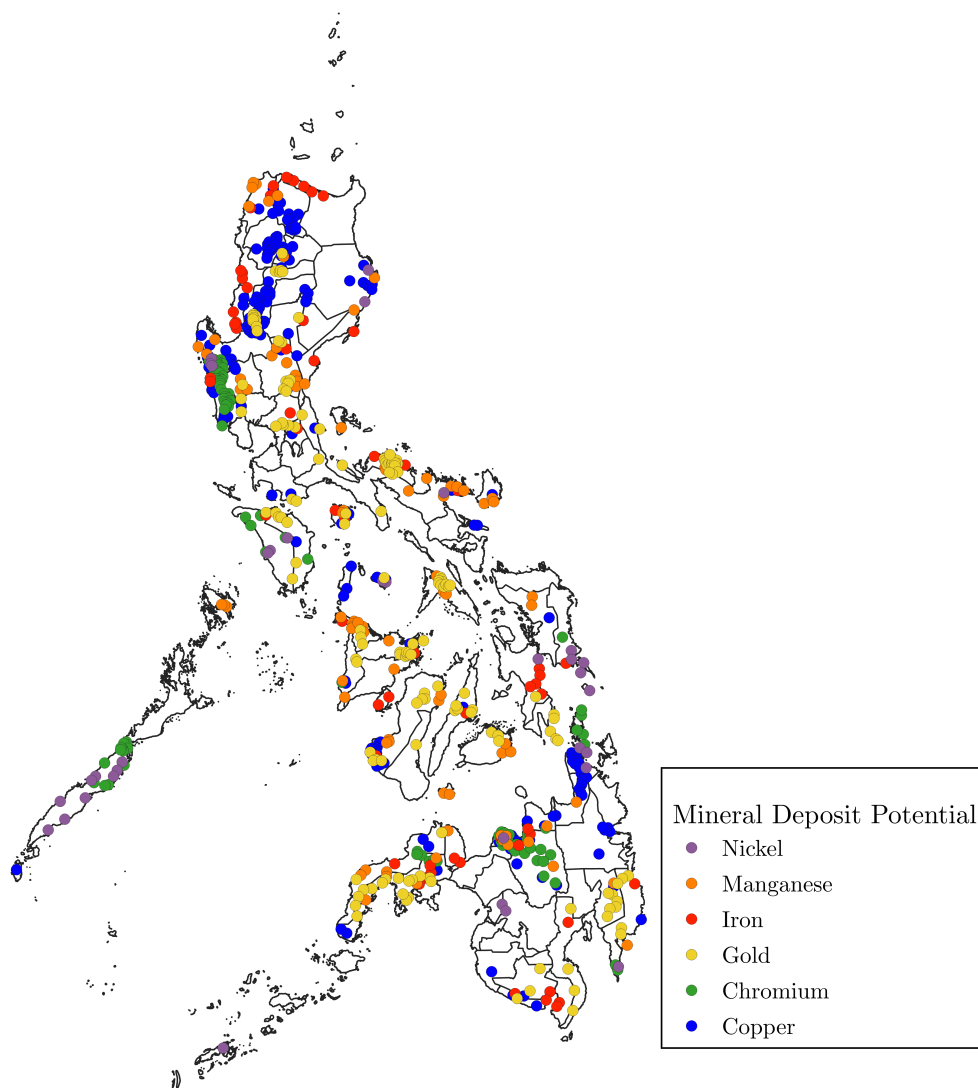 Mineral Deposit Potential
Nickel
Manganese
Iron
Gold
Chromium
Copper